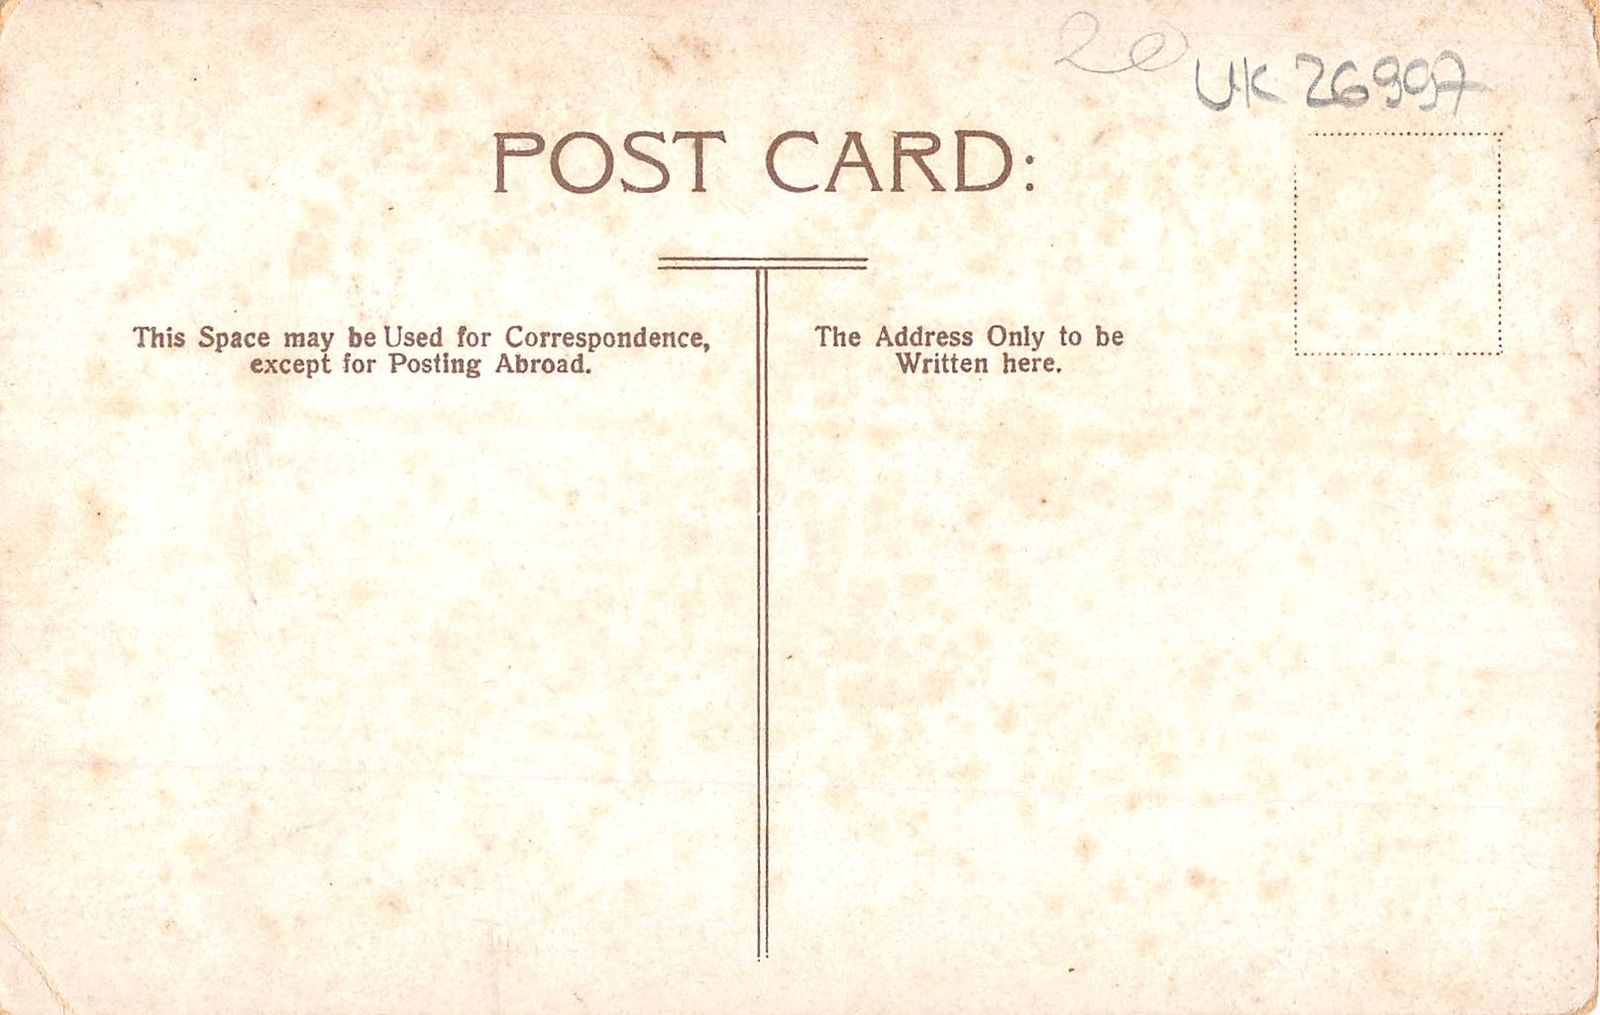 20
UK 26997
POST CARD:
This Space may be Used for Correspondence,
except for Posting Abroad.
The Address Only to be
Written here.